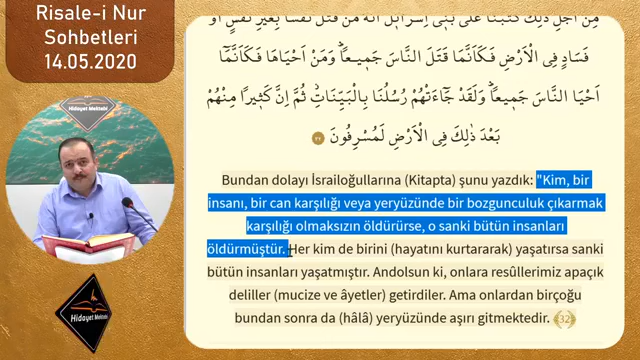 Risale-i Nur
Sohbetleri
14.05.2020
Hidayet Mektebi
Hidayet Mektebi
مِنْ اَجْلِ ذٰلِكَ كَتَبْنَا عَلٰى بَن۪ٓى اِسْرَٓائ۪لَ اَنَّهُ مَنْ قَتَلَ نَفْسًا بِغَيْرِ نَفْسٍ اَوْ
فَسَادٍ فِى الْاَرْضِ فَكَاَنَّمَا قَتَلَ النَّاسَ جَم۪يعًاۜ وَمَنْ اَحْيَاهَا فَكَاَنَّمَٓا
اَحْيَا النَّاسَ جَم۪يعًاۜ وَلَقَدْ جَٓاءَتْهُمْ رُسُلُنَا بِالْبَيِّنَاتِۘ ثُمَّ اِنَّ كَث۪يرًا مِنْهُمْ
بَعْدَ ذٰلِكَ فِى الْاَرْضِ لَمُسْرِفُونَ ٣٢
Bundan dolayı İsrailoğullarına (Kitapta) şunu yazdık: "Kim, bir
insanı, bir can karşılığı veya yeryüzünde bir bozgunculuk çıkarmak
karşılığı olmaksızın öldürürse, o sanki bütün insanları
öldürmüştür. Her kim de birini (hayatını kurtararak) yaşatırsa sanki
bütün insanları yaşatmıştır. Andolsun ki, onlara resûllerimiz apaçık
deliller (mucize ve âyetler) getirdiler. Ama onlardan birçoğu
bundan sonra da (hâlâ) yeryüzünde aşırı gitmektedir. 32